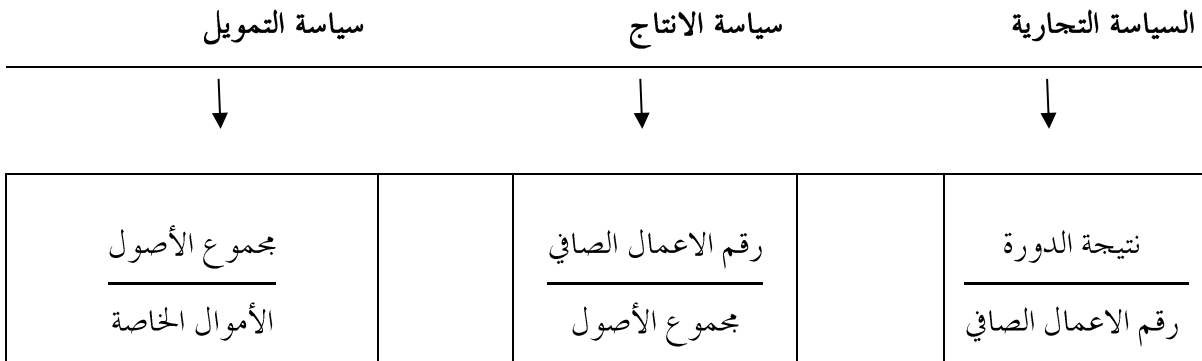 السياسة التجارية سياسة الانتاج سياسة التمويل
نتيجة الدورة رقم الاعمال الصافي مجموع الأصول
رقم الاعمال الصافي مجموع الأصول الأموال الخاصة